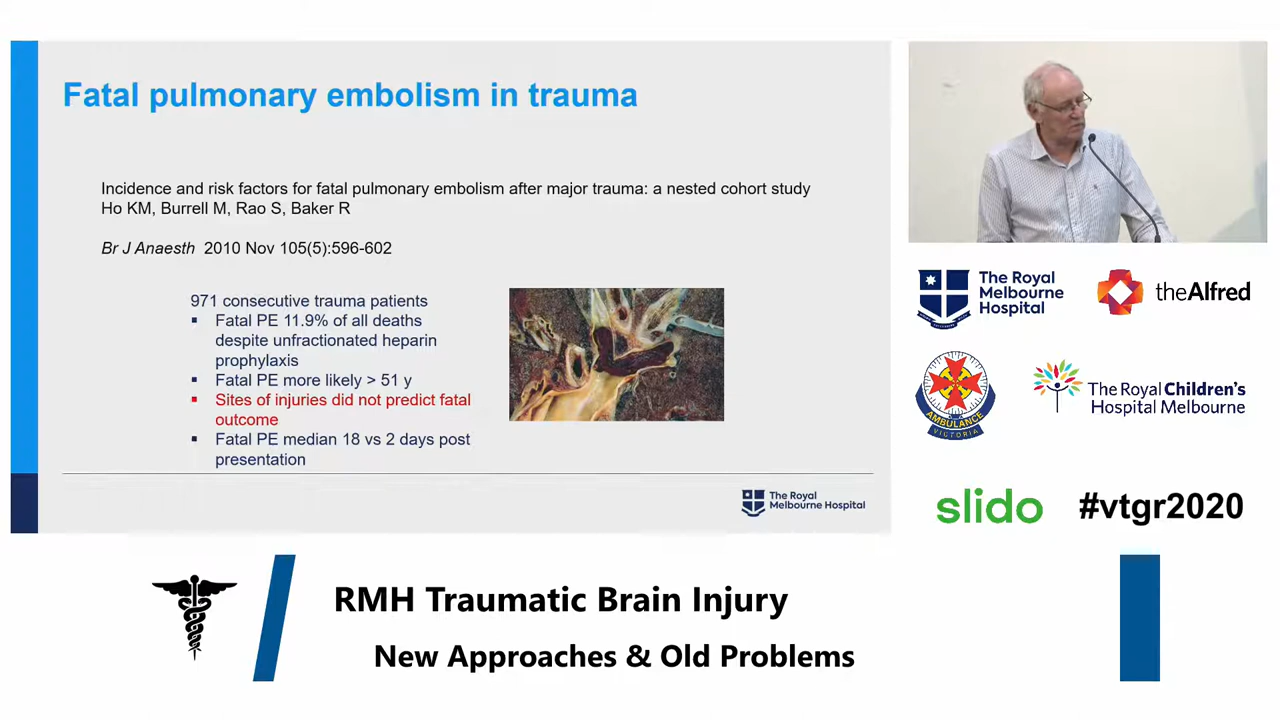 Fatal pulmonary embolism in trauma
Incidence and risk factors for fatal pulmonary embolism after major trauma: a nested cohort study
Ho KM, Burrell M, Rao S, Baker R
Br J Anaesth 2010 Nov 105(5):596-602
971 consecutive trauma patients
▪ Fatal PE 11.9% of all deaths
despite unfractionated heparin
prophylaxis
▪ Fatal PE more likely > 51 y
▪ Sites of injuries did not predict fatal
outcome
▪ Fatal PE median 18 vs 2 days post
presentation
The Royal
Melbourne Hospital
The Royal
Melbourne
Hospital
theAlfred
AMBULANCE
VICTORIA
The Royal Children's
Hospital Melbourne
slido
#vtgr2020
RMH Traumatic Brain Injury
New Approaches & Old Problems